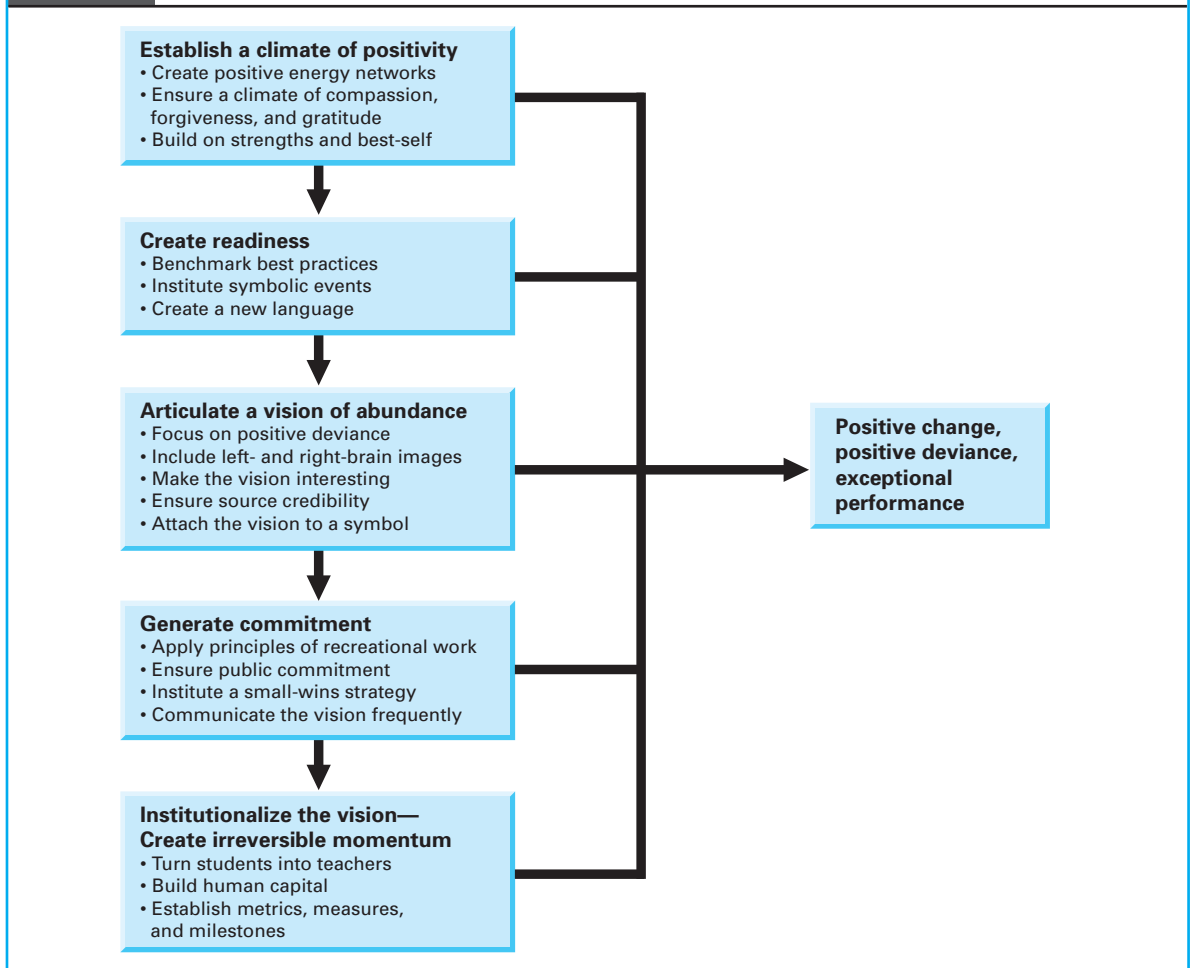 Establish a climate of positivity
• Create positive energy networks
• Ensure a climate of compassion,
forgiveness, and gratitude
• Build on strengths and best-self
Create readiness
• Benchmark best practices
• Institute symbolic events
• Create a new language
Articulate a vision of abundance
• Focus on positive deviance
• Include left- and right-brain images
• Make the vision interesting
• Ensure source credibility
• Attach the vision to a symbol
Generate commitment
• Apply principles of recreational work
• Ensure public commitment
• Institute a small-wins strategy
• Communicate the vision frequently
Institutionalize the vision—
Create irreversible momentum
• Turn students into teachers
• Build human capital
• Establish metrics, measures,
and milestones
Positive change,
positive deviance,
exceptional
performance